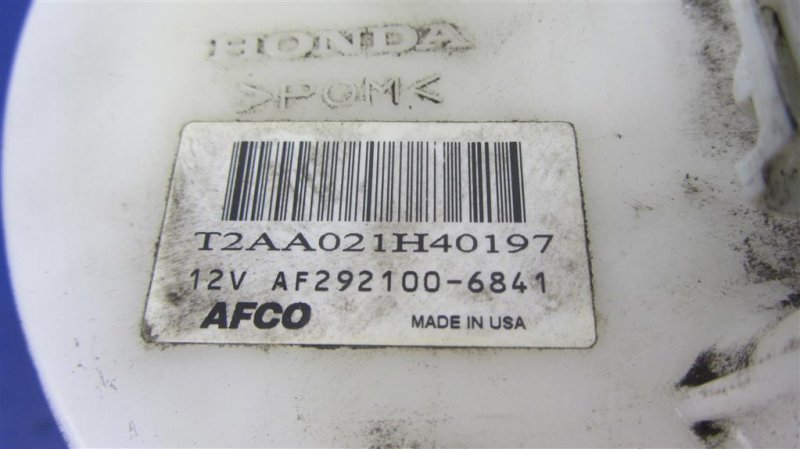 HONDA
>POM<
T2AA021H40197
12V AF292100-6841
AFCO MADE IN USA